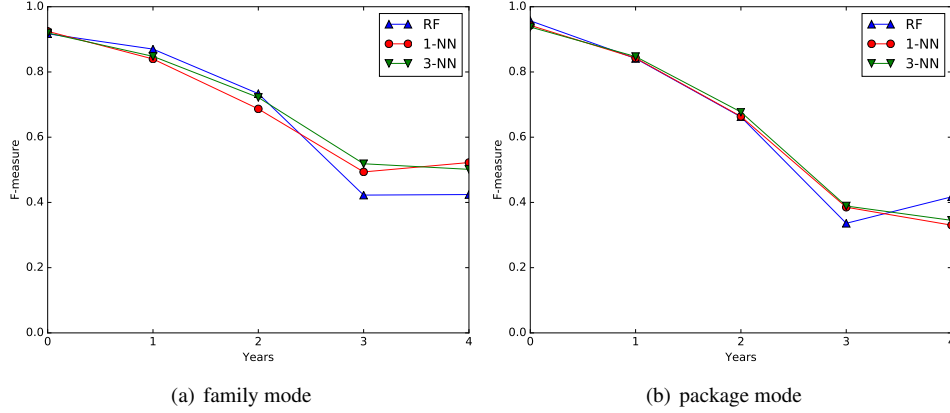 1.0
0.8
0.6
0.4
0.2
0.0
F-measure
0 1 2 3 4
Years
RF
1-NN
3-NN
(a) family mode
1.0
0.8
0.6
0.4
0.2
0.0
F-measure
0 1 2 3 4
Years
RF
1-NN
3-NN
(b) package mode